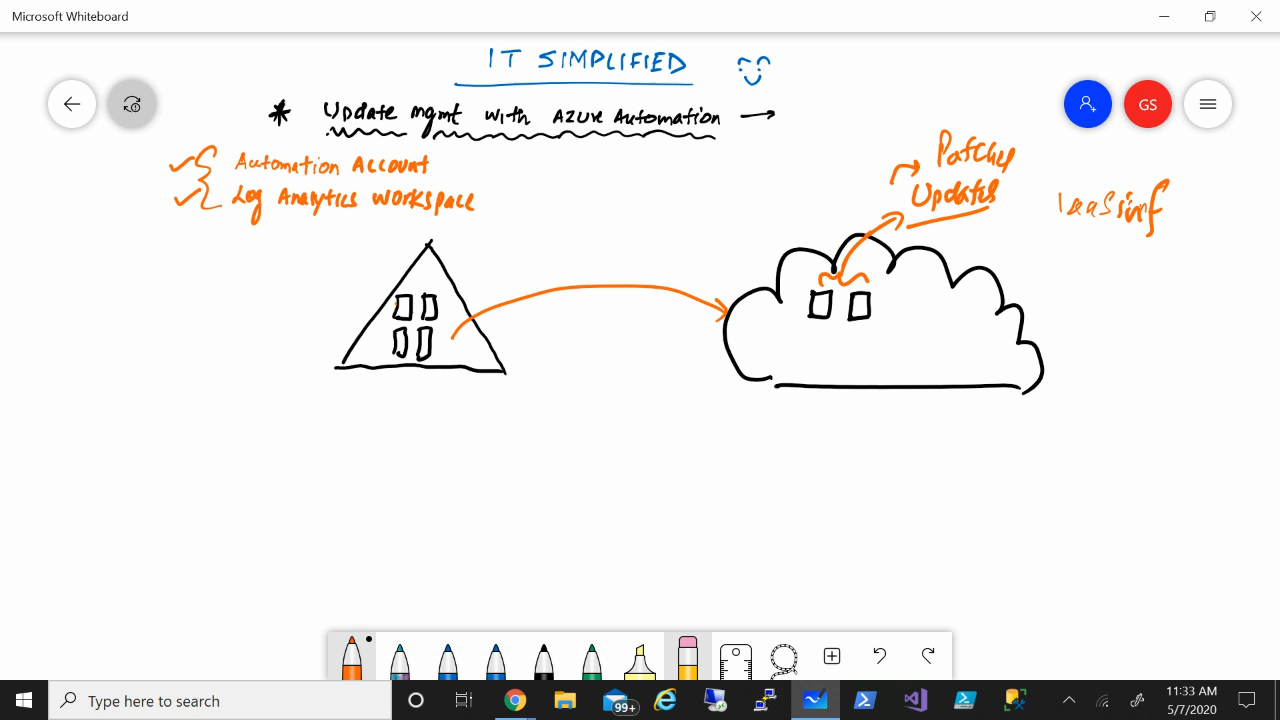 Microsoft Whiteboard
IT SIMPLIFIED
* Update mgmt with AZURE Automation →
GS
Patches
Automation Account
Log Analytics Workspace
Updates
IaaS
99+
Type here to search
11:33 AM
5/7/2020